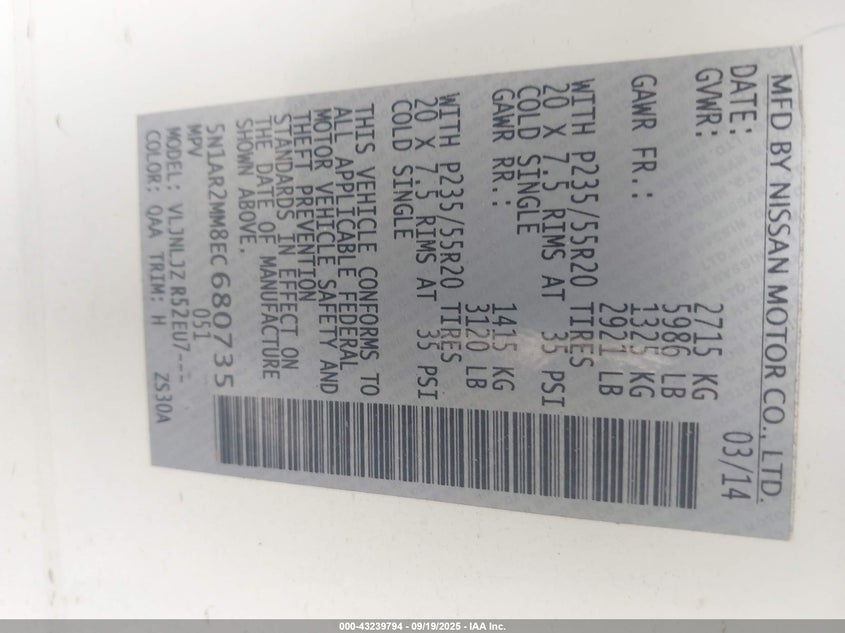 MFD BY NISSAN MOTOR CO., LTD.
DATE: 03/14
GVWR: 2715 KG
5986 LB
GAWR FR.: 1325 KG
2921 LB
WITH P235/55R20 TIRES
20 X 7.5 RIMS AT 35 PSI
COLD SINGLE
GAWR RR.: 1415 KG
3120 LB
WITH P235/55R20 TIRES
20 X 7.5 RIMS AT 35 PSI
COLD SINGLE
THIS VEHICLE CONFORMS TO
ALL APPLICABLE FEDERAL
MOTOR VEHICLE SAFETY AND
THEFT PREVENTION
STANDARDS IN EFFECT ON
THE DATE OF MANUFACTURE
SHOWN ABOVE.
5N1AR2MM8EC680735
MPV 051
MODEL: VLJNLJZ R52EU7---
COLOR: QAA TRIM: H ZS30A
000-43239794 - 09/19/2025 - IAA Inc.